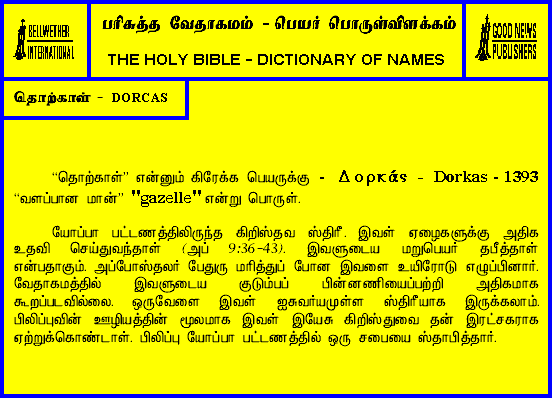 BELLWETHER
INTERNATIONAL
பரிசுத்த வேதாகமம் - பெயர் பொருள்விளக்கம்
THE HOLY BIBLE - DICTIONARY OF NAMES
GOOD NEWS
PUBLISHERS
தொற்காள் - DORCAS
“தொற்காள்” என்னும் கிரேக்க பெயருக்கு - Δορκάς - Dorkas - 1393
“வளப்பான மான்” "gazelle" என்று பொருள்.
யோப்பா பட்டணத்திலிருந்த கிறிஸ்தவ ஸ்திரீ. இவள் ஏழைகளுக்கு அதிக
உதவி செய்துவந்தாள் (அப் 9:36-43). இவளுடைய மறுபெயர் தபீத்தாள்
என்பதாகும். அப்போஸ்தலர் பேதுரு மரித்துப் போன இவளை உயிரோடு எழுப்பினார்.
வேதாகமத்தில் இவளுடைய குடும்பப் பின்னணியைப்பற்றி அதிகமாக
கூறப்படவில்லை. ஒருவேளை இவள் ஐசுவர்யமுள்ள ஸ்திரீயாக இருக்கலாம்.
பிலிப்புவின் ஊழியத்தின் மூலமாக இவள் இயேசு கிறிஸ்துவை தன் இரட்சகராக
ஏற்றுக்கொண்டாள். பிலிப்பு யோப்பா பட்டணத்தில் ஒரு சபையை ஸ்தாபித்தார்.